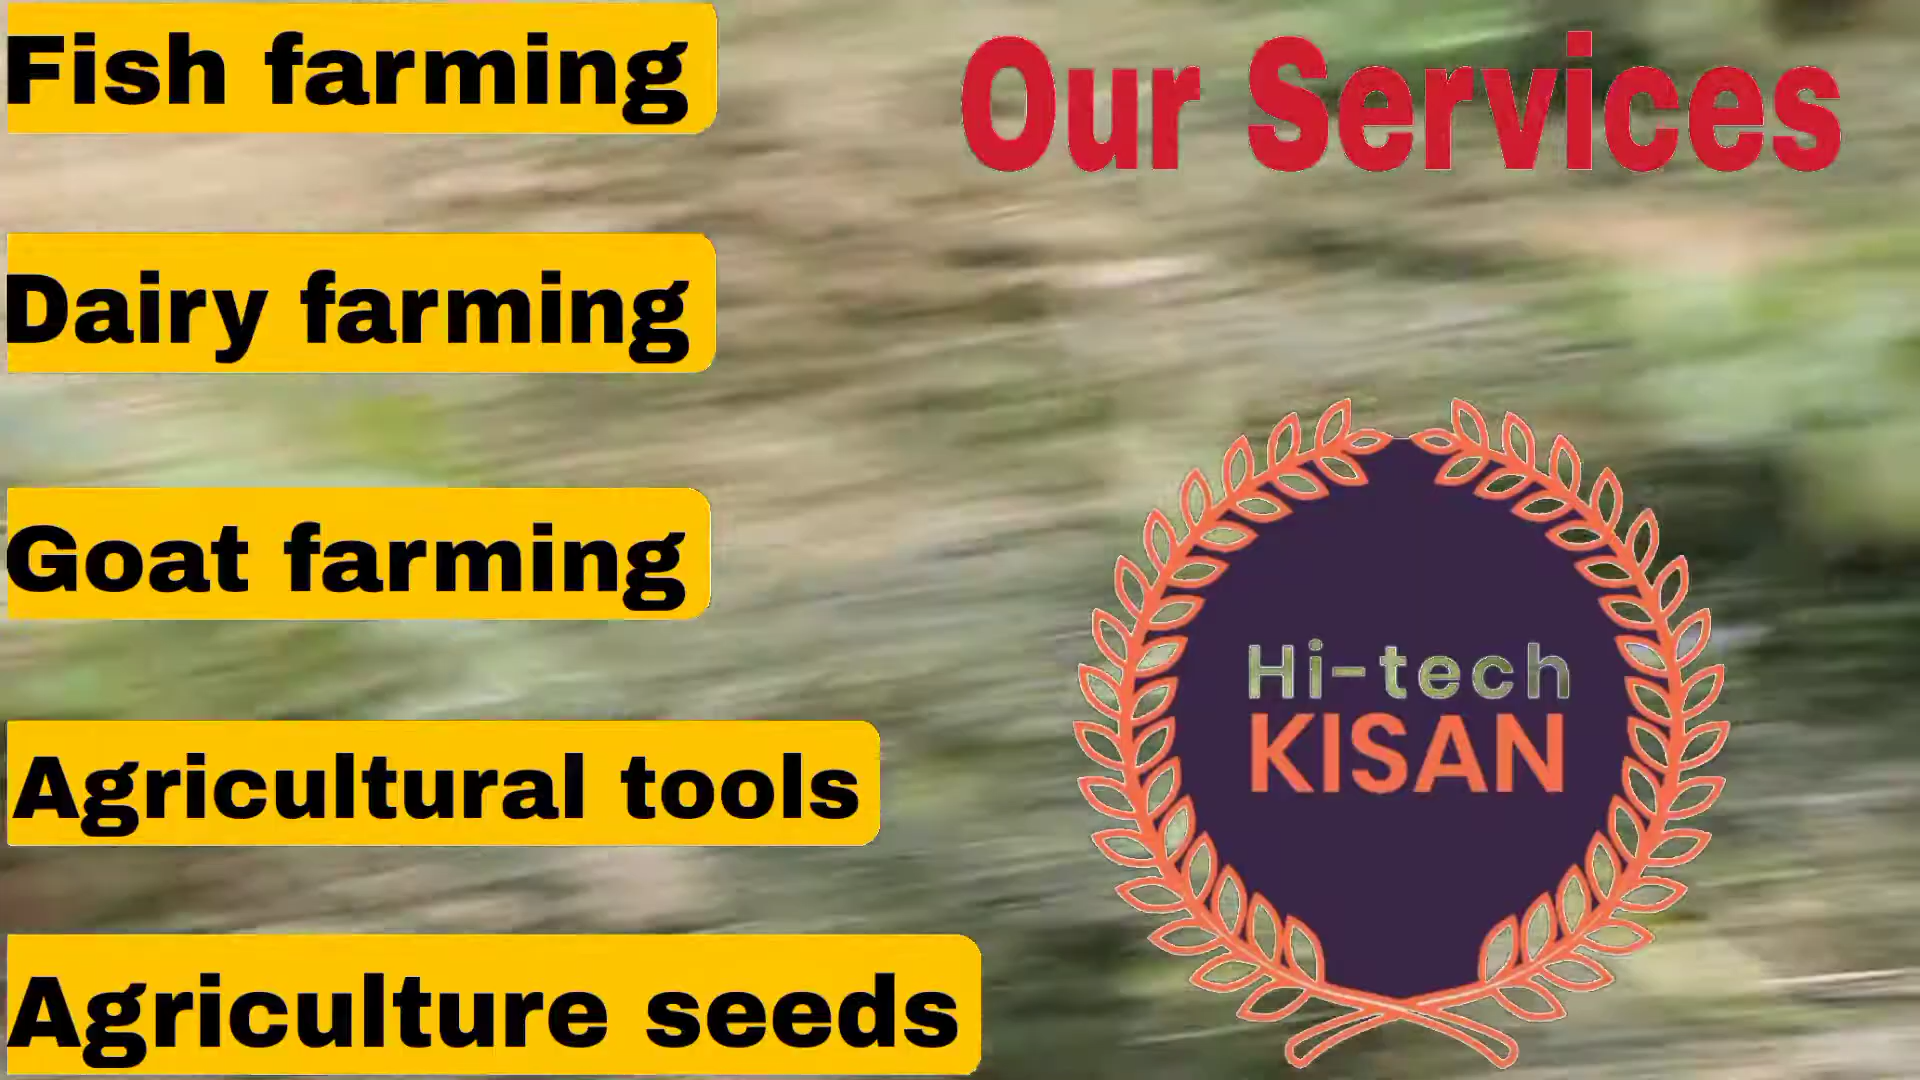 Our Services
Fish farming
Dairy farming
Goat farming
Agricultural tools
Agriculture seeds
Hi-tech
KISAN